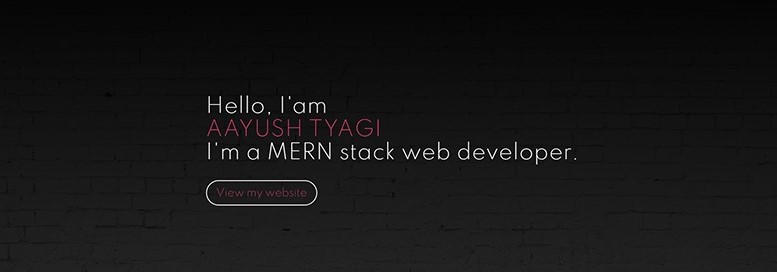 Hello, I'am
AAYUSH TYAGI
I'm a MERN stack web developer.
View my website